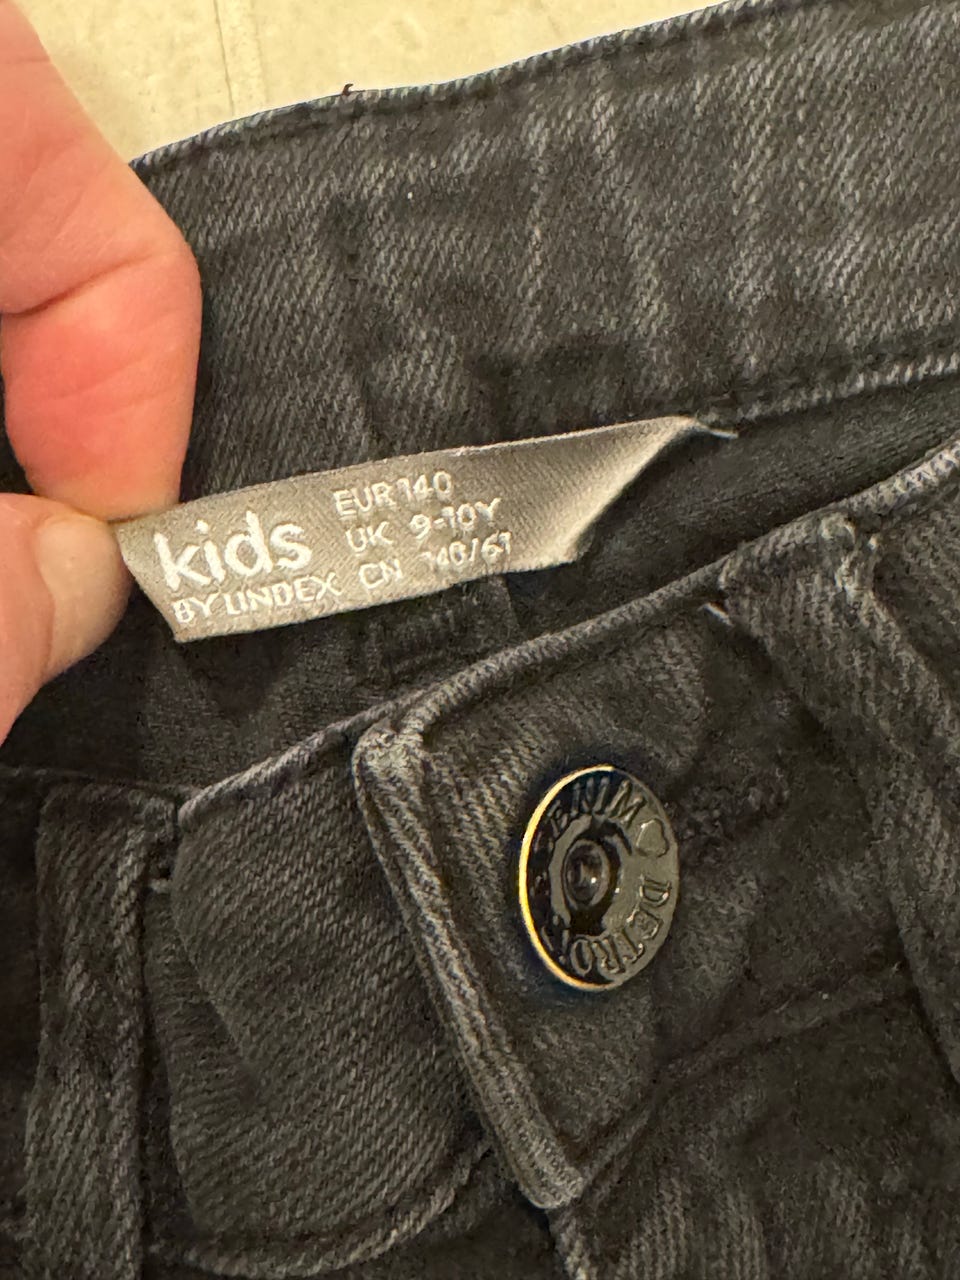 kids
BY LINDEX
EUR 140
UK 9-10Y
CN 140/61
DENIM ♡ DETROIT